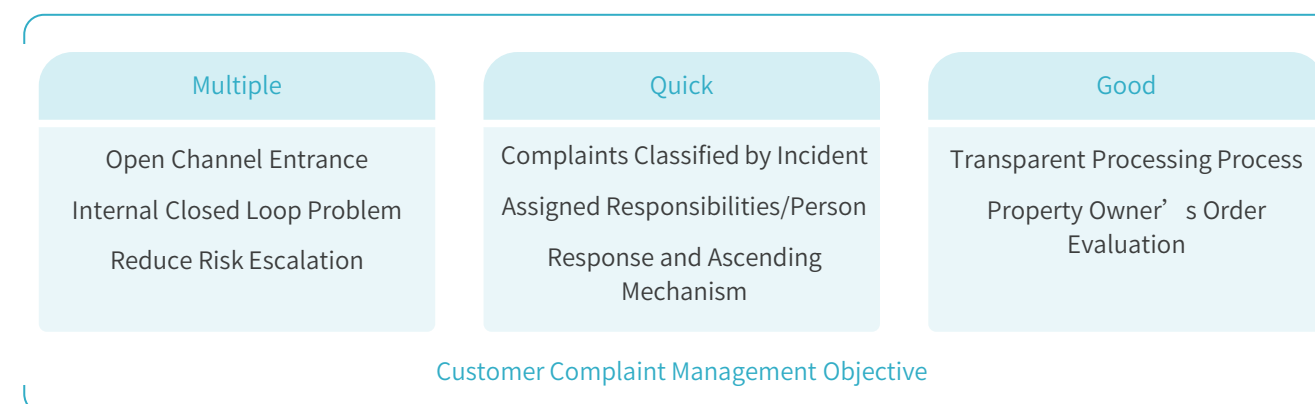 Multiple
Open Channel Entrance
Internal Closed Loop Problem
Reduce Risk Escalation
Quick
Complaints Classified by Incident
Assigned Responsibilities/Person
Response and Ascending
Mechanism
Good
Transparent Processing Process
Property Owner’s Order
Evaluation
Customer Complaint Management Objective